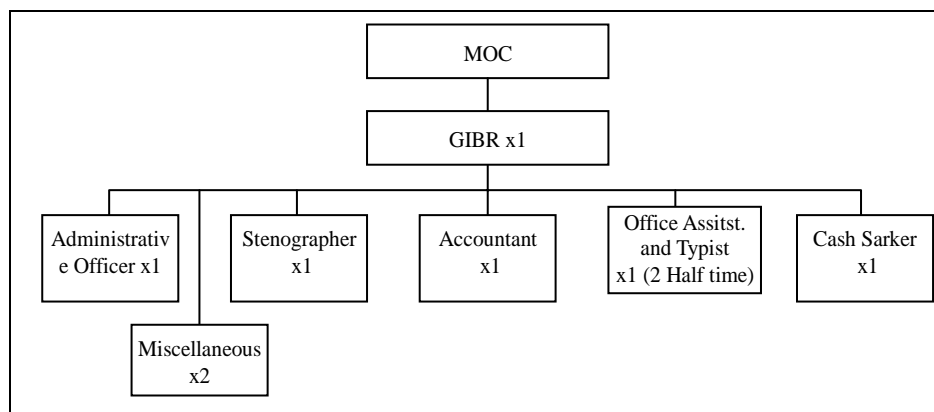 MOC
GIBR x1
Administrativ
e Officer x1
Stenographer
x1
Accountant
x1
Office Assitst.
and Typist
x1 (2 Half time)
Cash Sarker
x1
Miscellaneous
x2